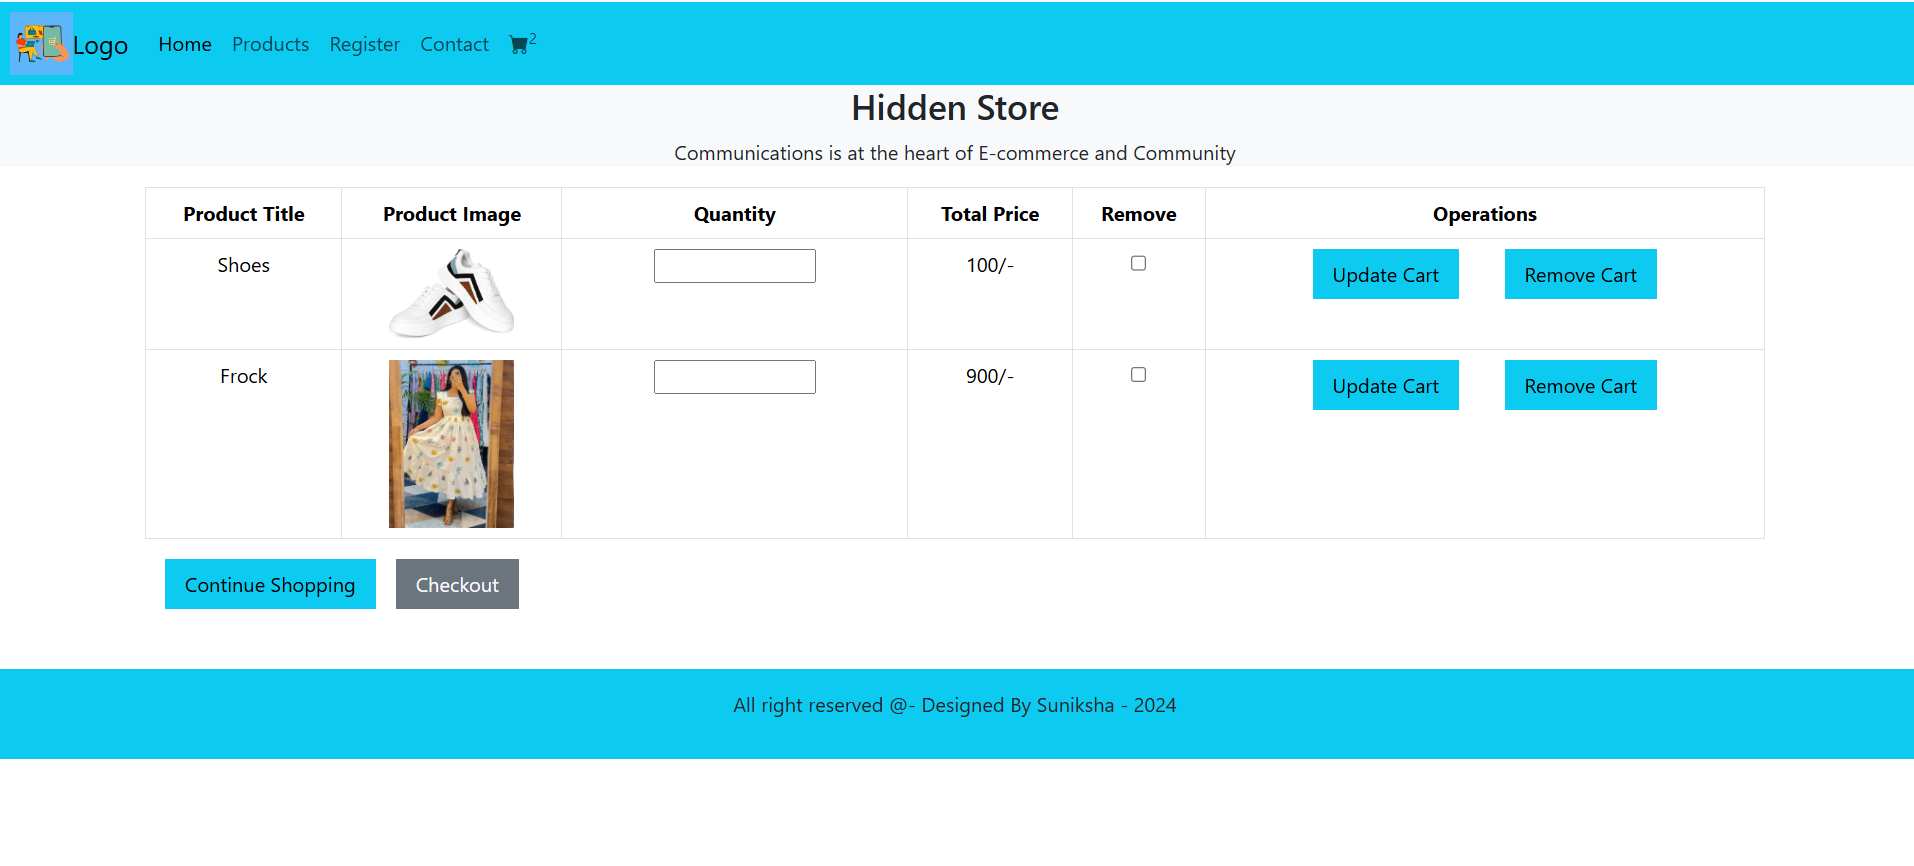 Logo Home Products Register Contact 2
Hidden Store
Communications is at the heart of E-commerce and Community
Product Title Product Image Quantity Total Price Remove Operations
Shoes 100/- Update Cart Remove Cart
Frock 900/- Update Cart Remove Cart
Continue Shopping Checkout
All right reserved @- Designed By Suniksha - 2024